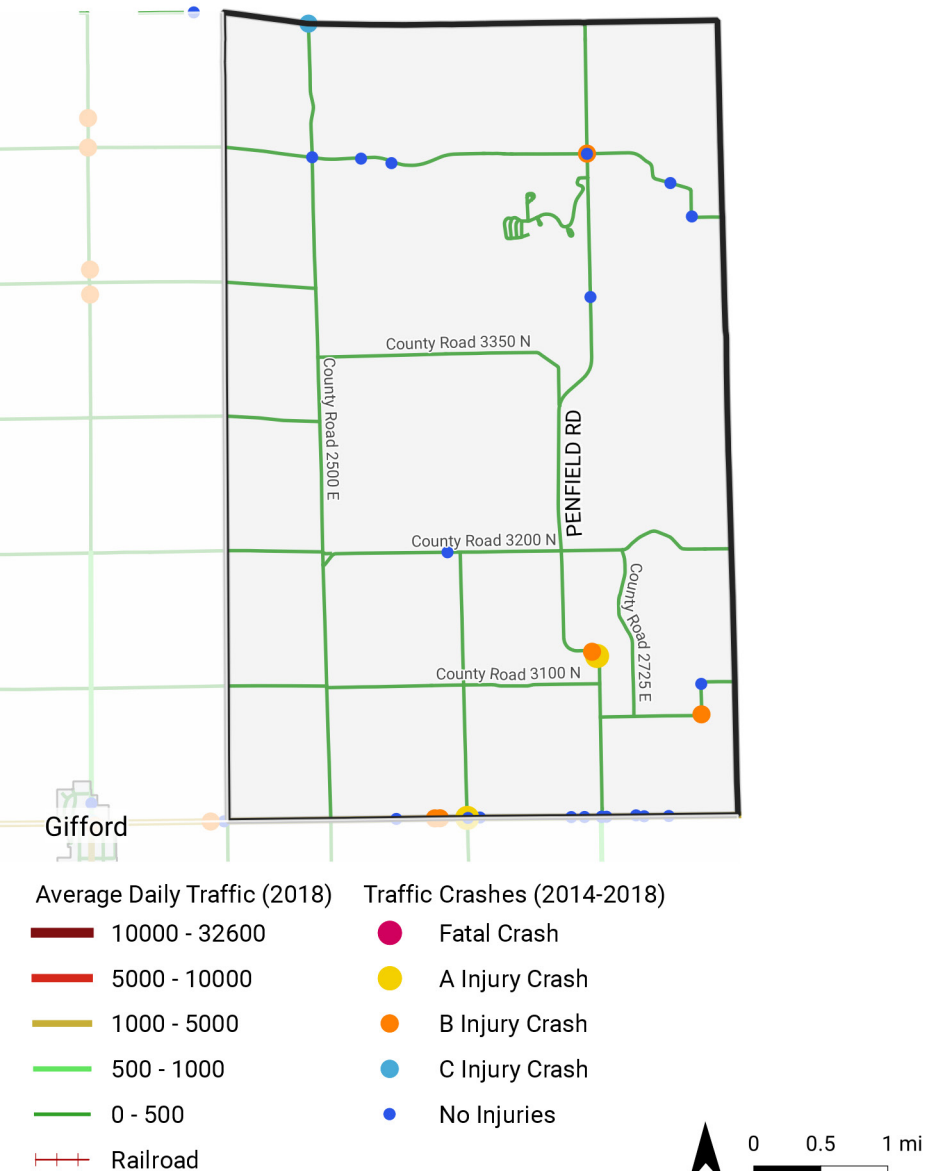 County Road 3350 N
County Road 2500 E
PENFIELD RD
County Road 3200 N
County Road 2725 E
County Road 3100 N
Gifford
Average Daily Traffic (2018)
10000 - 32600
5000 - 10000
1000 - 5000
500 - 1000
0 - 500
Railroad
Traffic Crashes (2014-2018)
Fatal Crash
A Injury Crash
B Injury Crash
C Injury Crash
No Injuries
0 0.5 1 mi